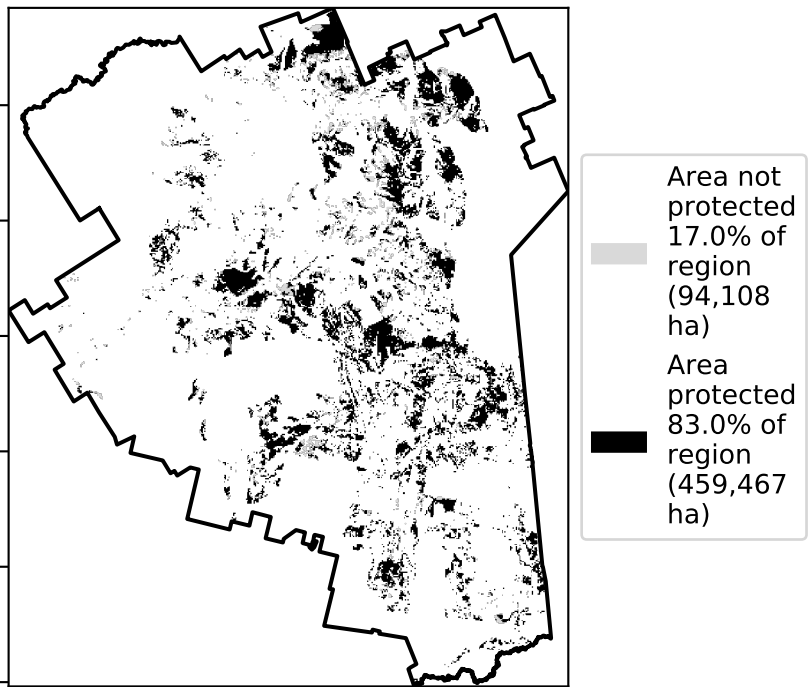 Area not
protected
17.0% of
region
(94,108
ha)
Area
protected
83.0% of
region
(459,467
ha)